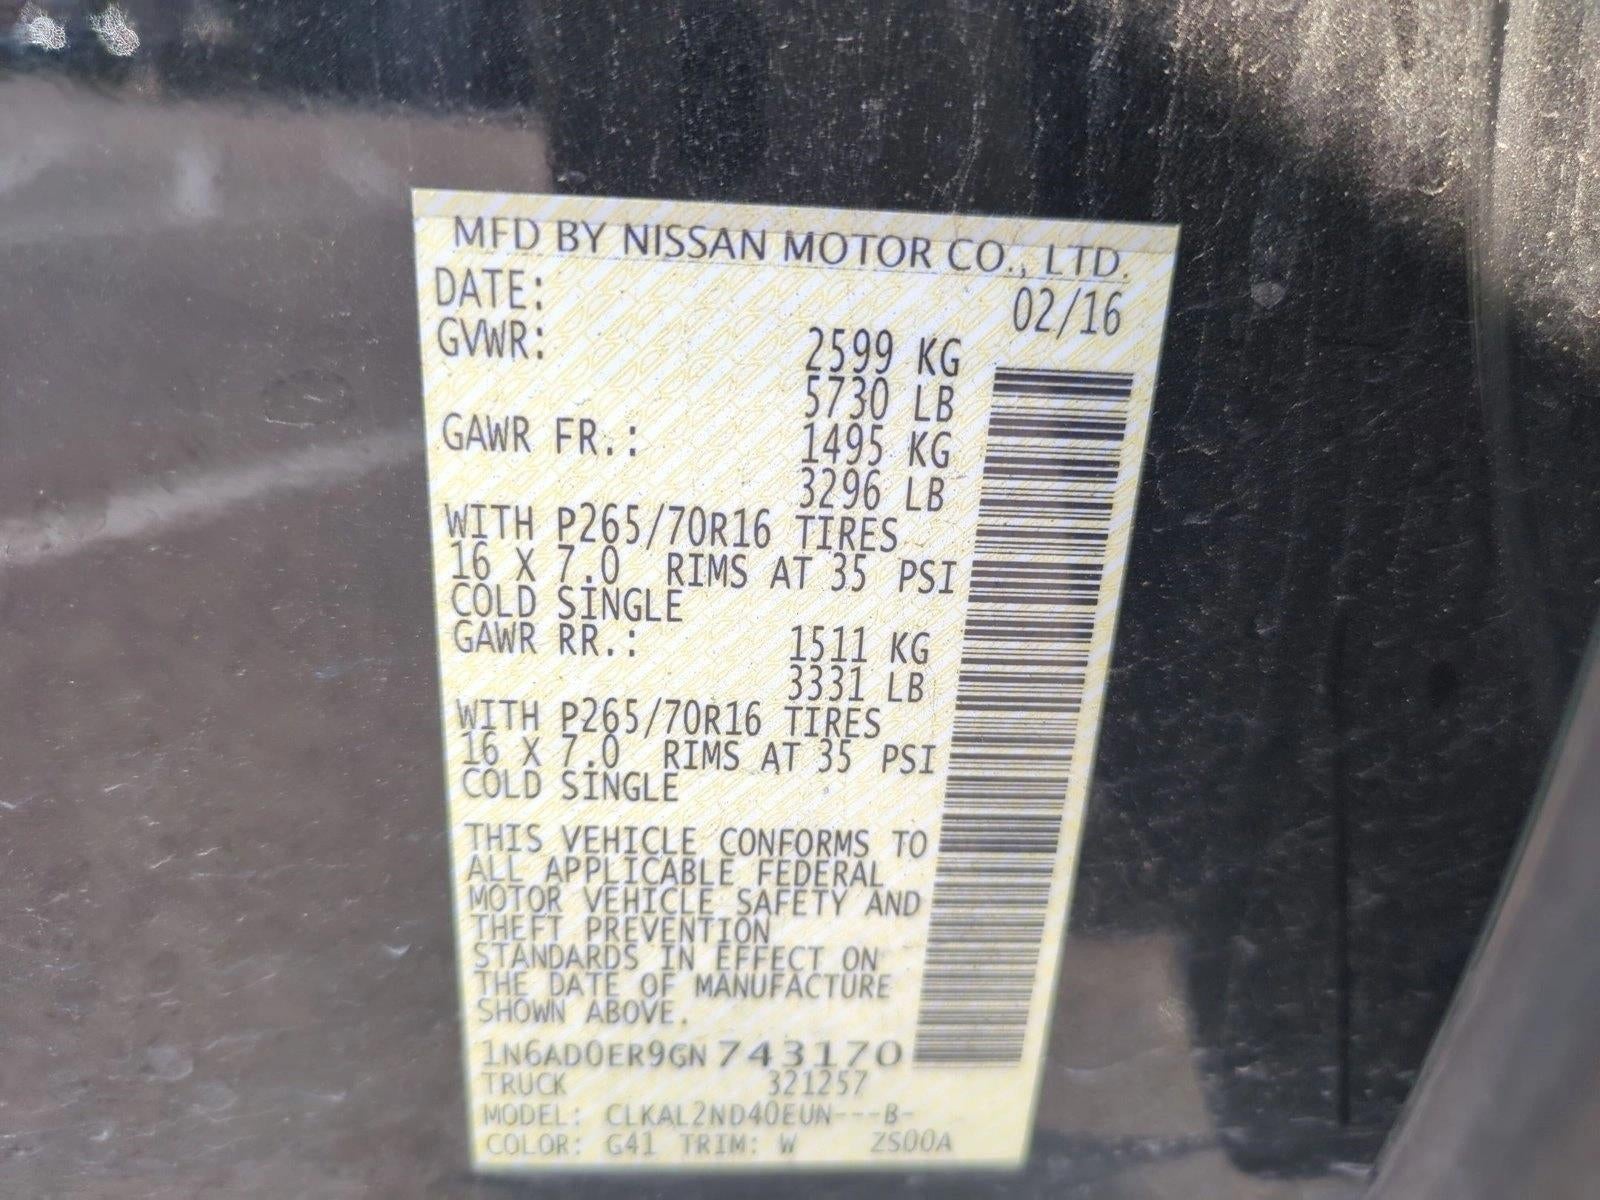 MFD BY NISSAN MOTOR CO., LTD.
DATE: 02/16
GVWR: 2599 KG
5730 LB
GAWR FR.: 1495 KG
3296 LB
WITH P265/70R16 TIRES
16 X 7.0 RIMS AT 35 PSI
COLD SINGLE
GAWR RR.: 1511 KG
3331 LB
WITH P265/70R16 TIRES
16 X 7.0 RIMS AT 35 PSI
COLD SINGLE
THIS VEHICLE CONFORMS TO
ALL APPLICABLE FEDERAL
MOTOR VEHICLE SAFETY AND
THEFT PREVENTION
STANDARDS IN EFFECT ON
THE DATE OF MANUFACTURE
SHOWN ABOVE.
1N6AD0ER9GN743170
TRUCK 321257
MODEL: CLKAL2ND40EUN---B-
COLOR: G41 TRIM: W ZS00A